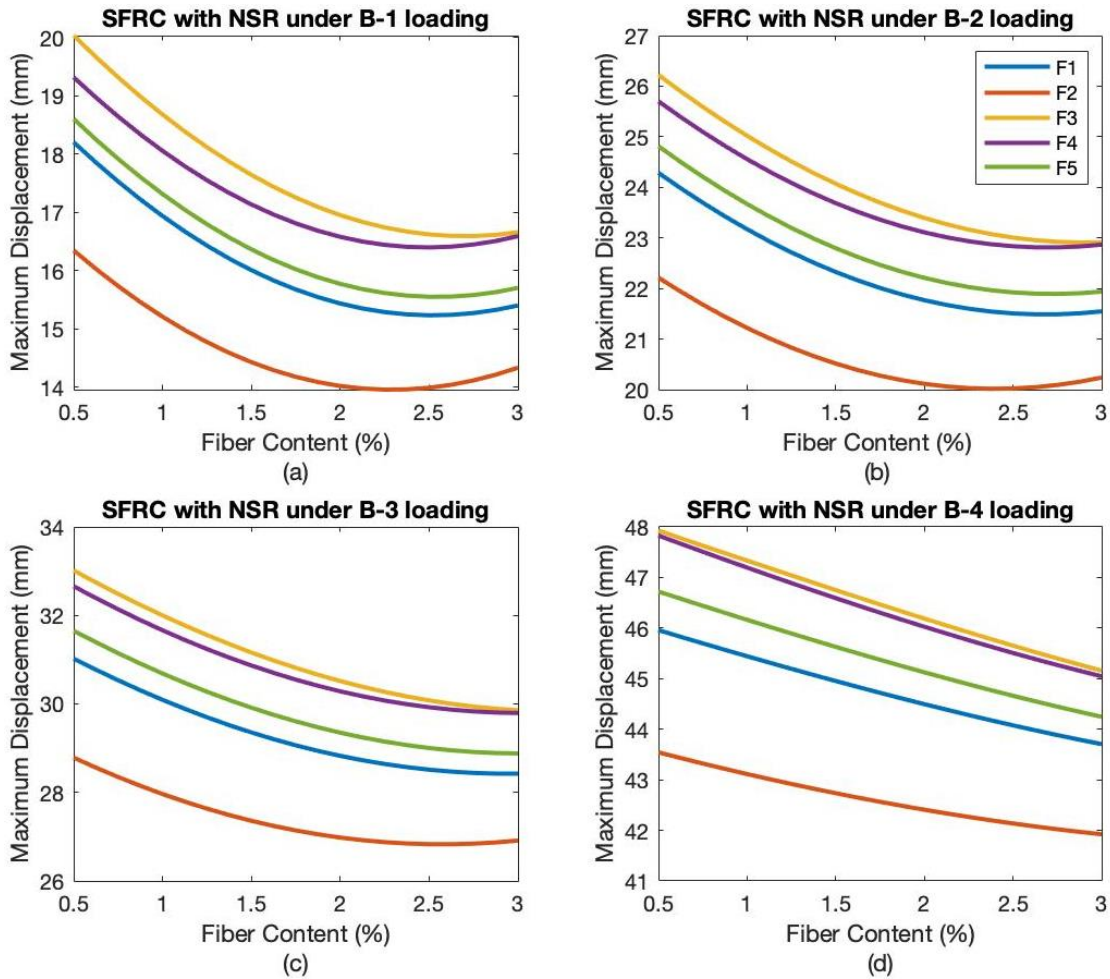 SFRC with NSR under B-1 loading
Maximum Displacement (mm)
20
19
18
17
16
15
14
0.5 1 1.5 2 2.5 3
Fiber Content (%)
(a)
SFRC with NSR under B-2 loading
Maximum Displacement (mm)
27
26
25
24
23
22
21
20
F1
F2
F3
F4
F5
0.5 1 1.5 2 2.5 3
Fiber Content (%)
(b)
SFRC with NSR under B-3 loading
Maximum Displacement (mm)
34
32
30
28
26
0.5 1 1.5 2 2.5 3
Fiber Content (%)
(c)
SFRC with NSR under B-4 loading
Maximum Displacement (mm)
48
47
46
45
44
43
42
41
0.5 1 1.5 2 2.5 3
Fiber Content (%)
(d)